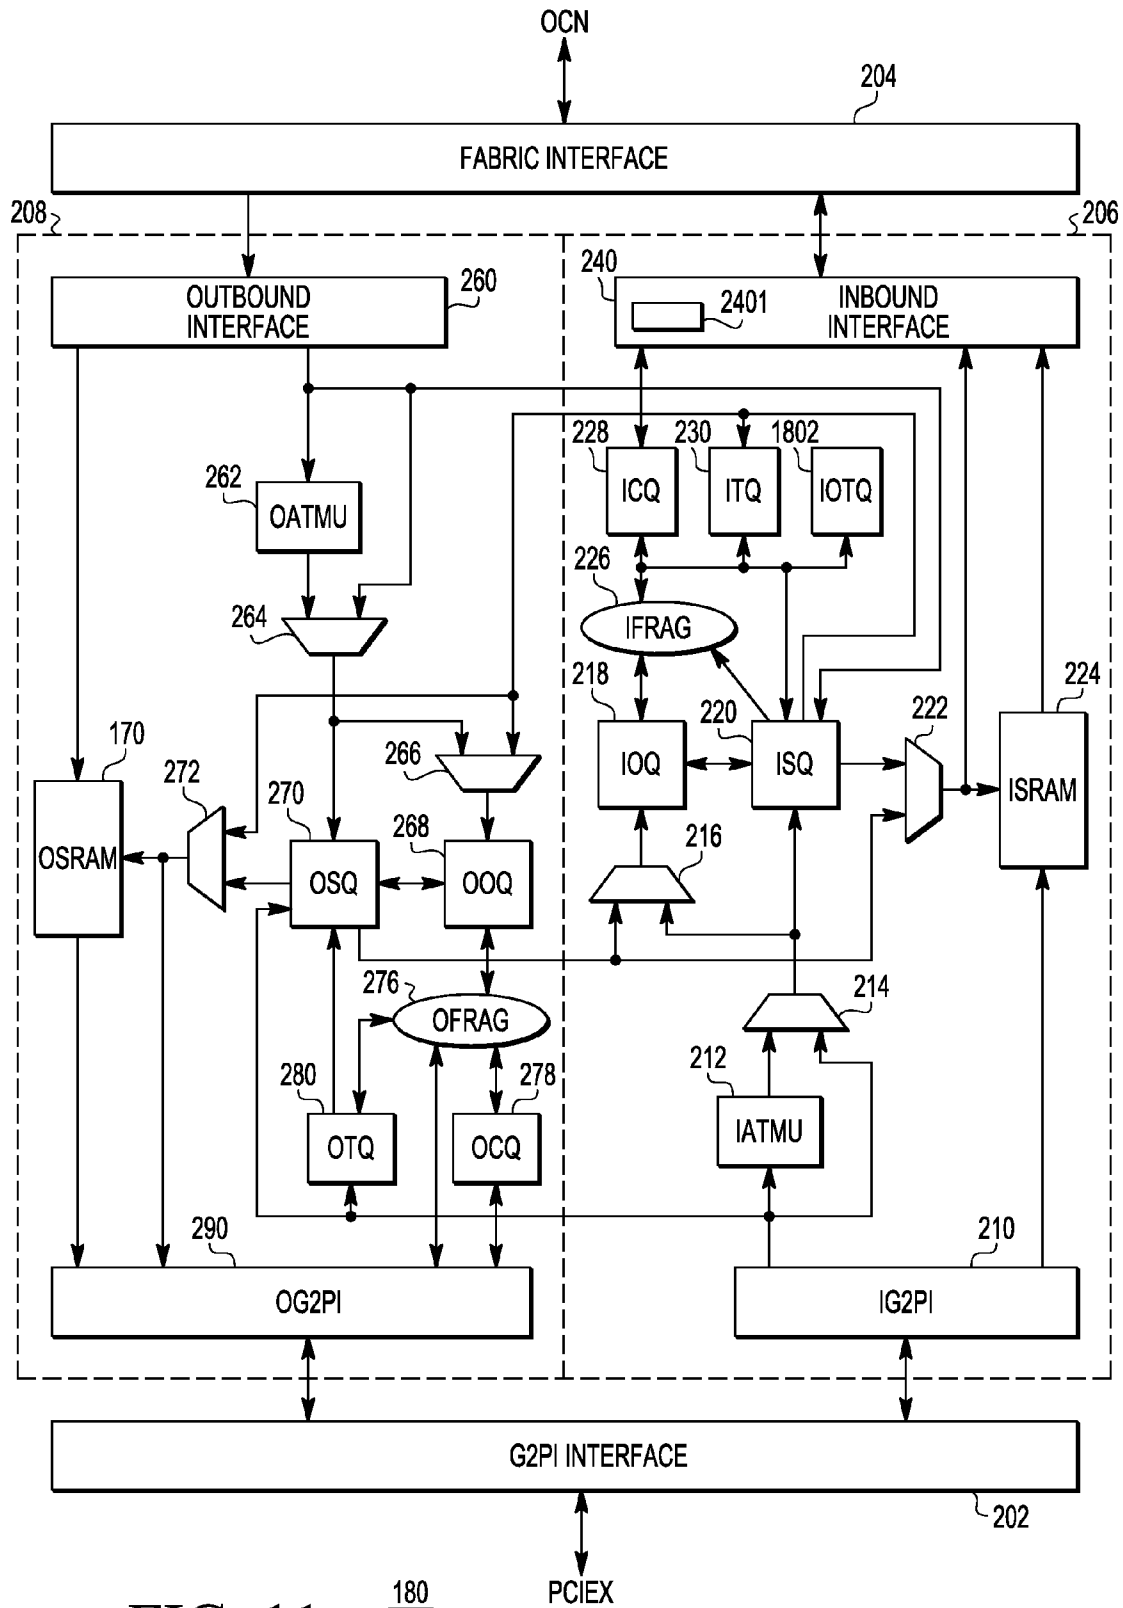 OCN
204
FABRIC INTERFACE
208
206
OUTBOUND
INTERFACE
260
240
2401
INBOUND
INTERFACE
228
230
1802
ICQ
ITQ
IOTQ
262
OATMU
226
IFRAG
264
218
220
222
224
IOQ
ISQ
ISRAM
170
272
266
270
268
OSRAM
OSQ
OOQ
216
276
OFRAG
214
280
278
212
OTQ
OCQ
IATMU
290
210
OG2PI
IG2PI
G2PI INTERFACE
202
PCIEX
180